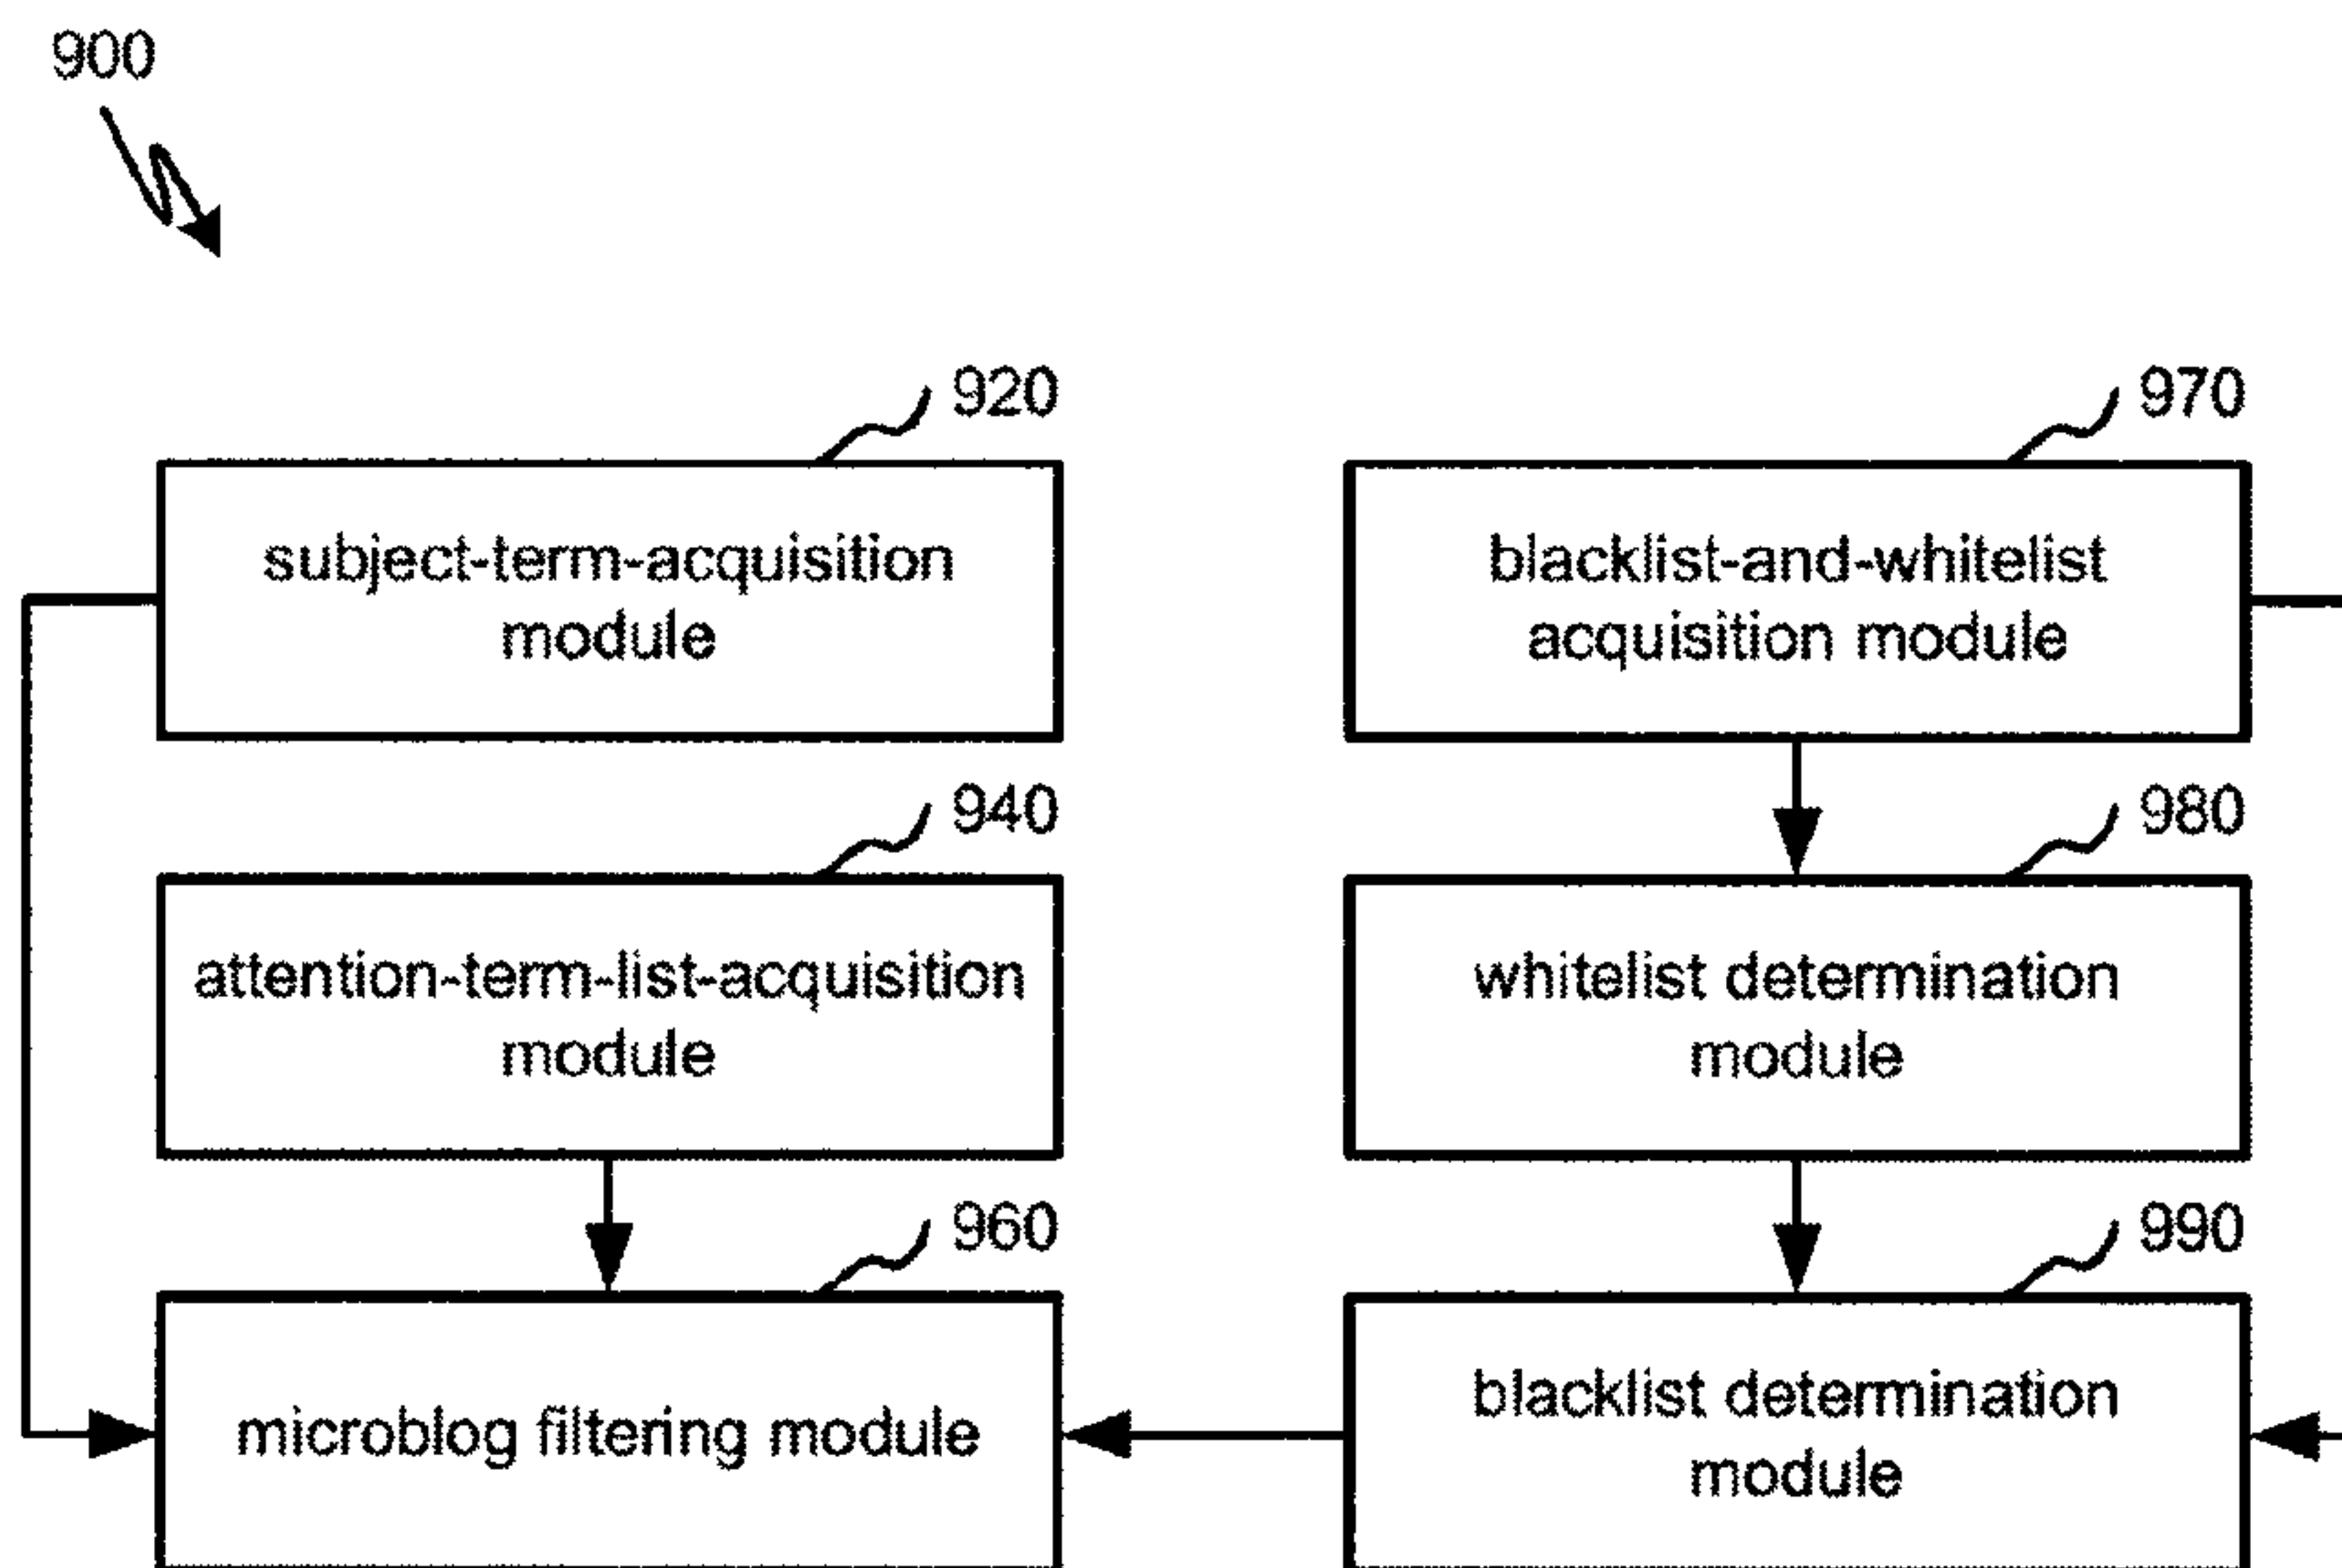 900
920
subject-term-acquisition
module
970
blacklist-and-whitelist
acquisition module
940
attention-term-list-acquisition
module
980
whitelist determination
module
960
microblog filtering module
990
blacklist determination
module